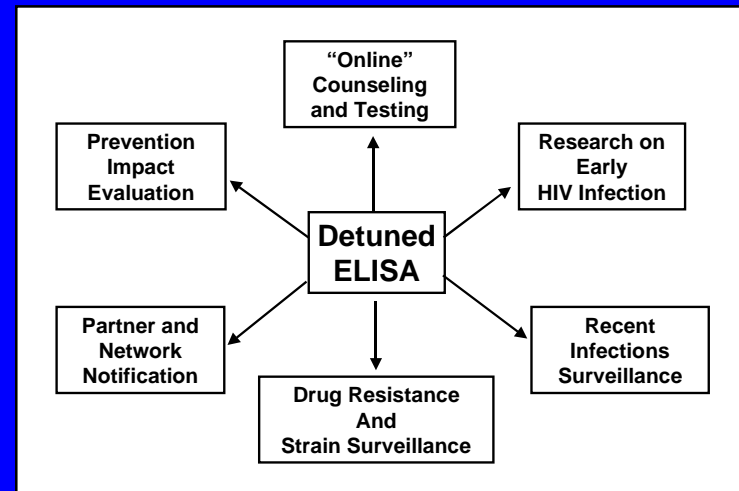 “Online”
Counseling
and Testing
Prevention
Impact
Evaluation
Research on
Early
HIV Infection
Detuned
ELISA
Partner and
Network
Notification
Recent
Infections
Surveillance
Drug Resistance
And
Strain Surveillance